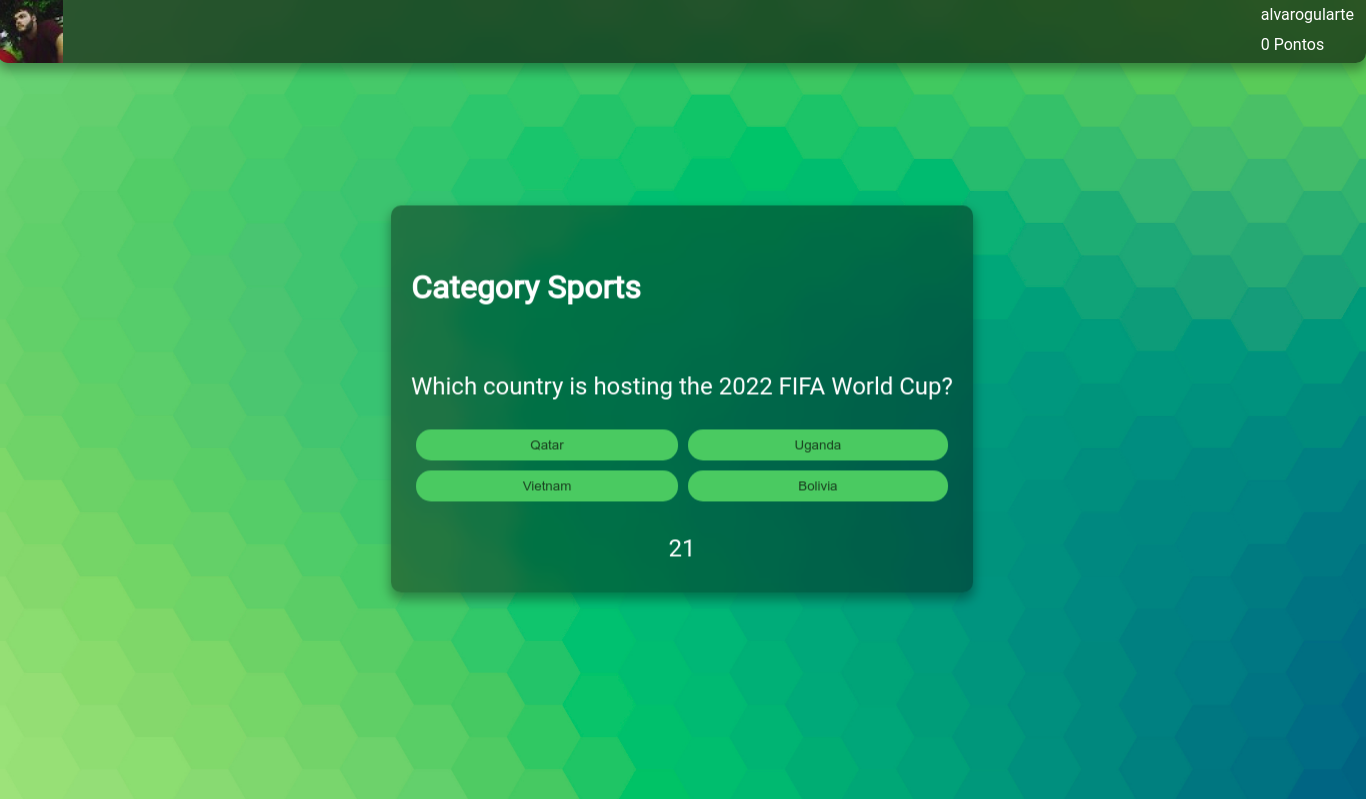 alvarogularte
0 Pontos
Category Sports
Which country is hosting the 2022 FIFA World Cup?
Qatar
Uganda
Vietnam
Bolivia
21